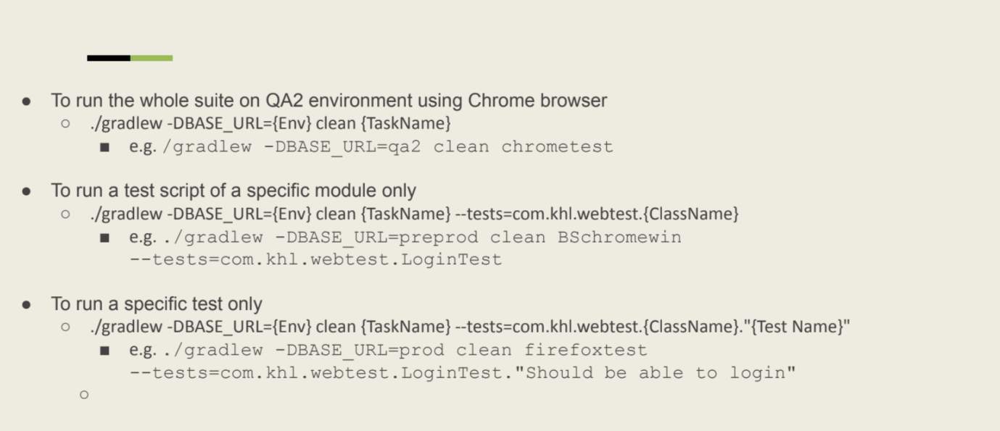 ● To run the whole suite on QA2 environment using Chrome browser
○ ./gradlew -DBASE_URL={Env} clean {TaskName}
■ e.g. /gradlew -DBASE_URL=qa2 clean chrometest
● To run a test script of a specific module only
○ ./gradlew -DBASE_URL={Env} clean {TaskName} --tests=com.khl.webtest.{ClassName}
■ e.g. ./gradlew -DBASE_URL=preprod clean BSchromewin
--tests=com.khl.webtest.LoginTest
● To run a specific test only
○ ./gradlew -DBASE_URL={Env} clean {TaskName} --tests=com.khl.webtest.{ClassName}."{Test Name}"
■ e.g. ./gradlew -DBASE_URL=prod clean firefoxtest
--tests=com.khl.webtest.LoginTest."Should be able to login"
○